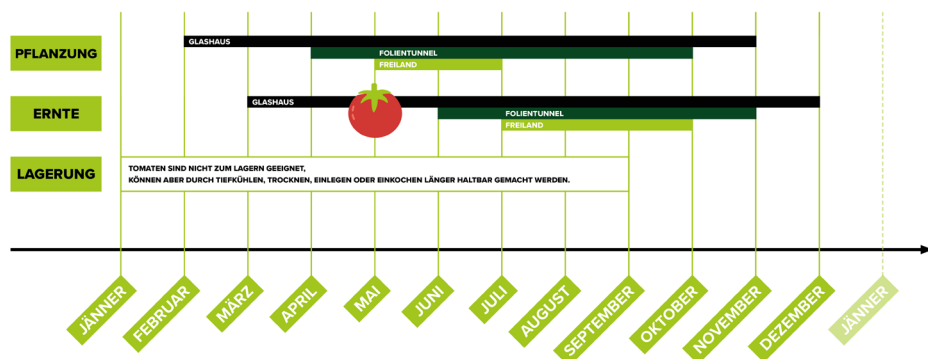 PFLANZUNG
GLASHAUS
FOLIENTUNNEL
FREILAND
ERNTE
GLASHAUS
FOLIENTUNNEL
FREILAND
LAGERUNG
TOMATEN SIND NICHT ZUM LAGERN GEEIGNET,
KÖNNEN ABER DURCH TIEFKÜHLEN, TROCKNEN, EINLEGEN ODER EINKOCHEN LÄNGER HALTBAR GEMACHT WERDEN.
JÄNNER
FEBRUAR
MÄRZ
APRIL
MAI
JUNI
JULI
AUGUST
SEPTEMBER
OKTOBER
NOVEMBER
DEZEMBER
JÄNNER